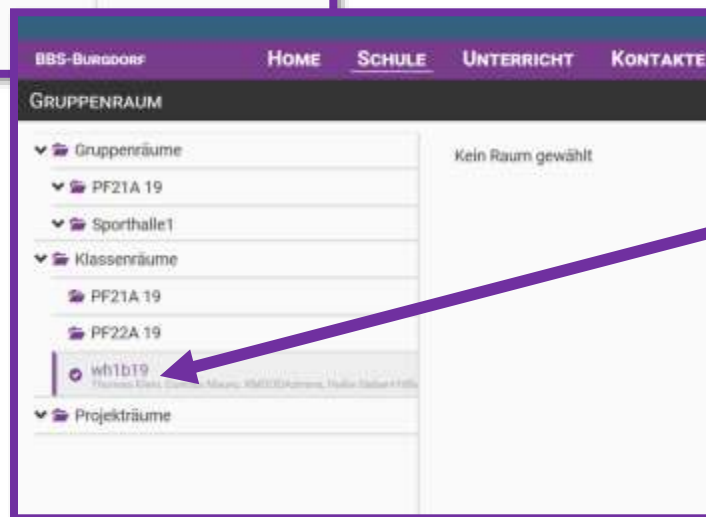 BBS-Burgdorf Home Schule Unterricht Kontakte
Gruppenraum
Gruppenräume
Kein Raum gewählt
PF21A 19
Sporthalle1
Klassenräume
PF21A 19
PF22A 19
wh1b19
Projekträume